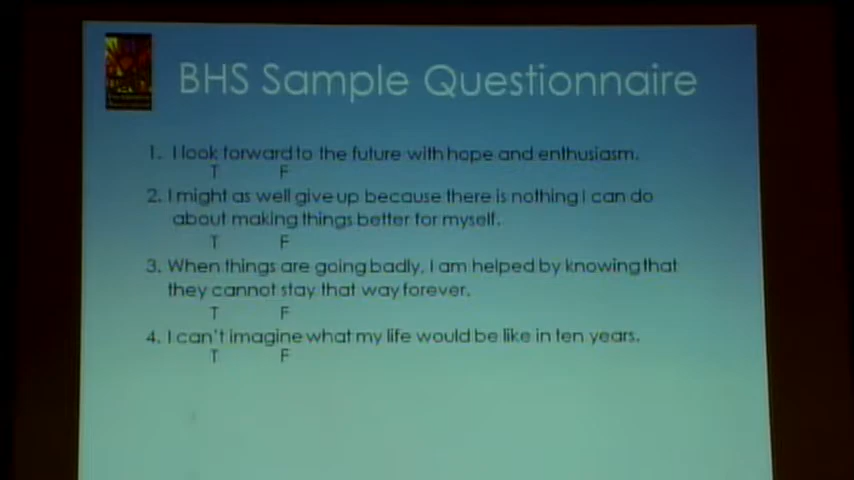 BHS Sample Questionnaire
1. I look forward to the future with hope and enthusiasm.
T F
2. I might as well give up because there is nothing I can do
about making things better for myself.
T F
3. When things are going badly, I am helped by knowing that
they cannot stay that way forever.
T F
4. I can't imagine what my life would be like in ten years.
T F